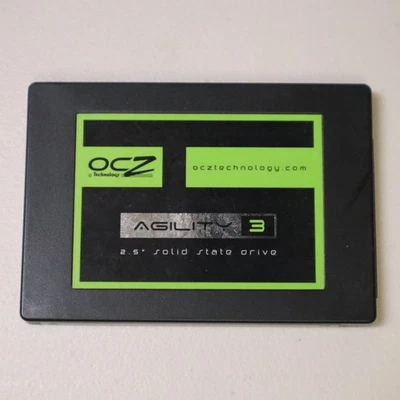 OCZ
Technology
ocztechnology.com
AGILITY 3
2.5" solid state drive